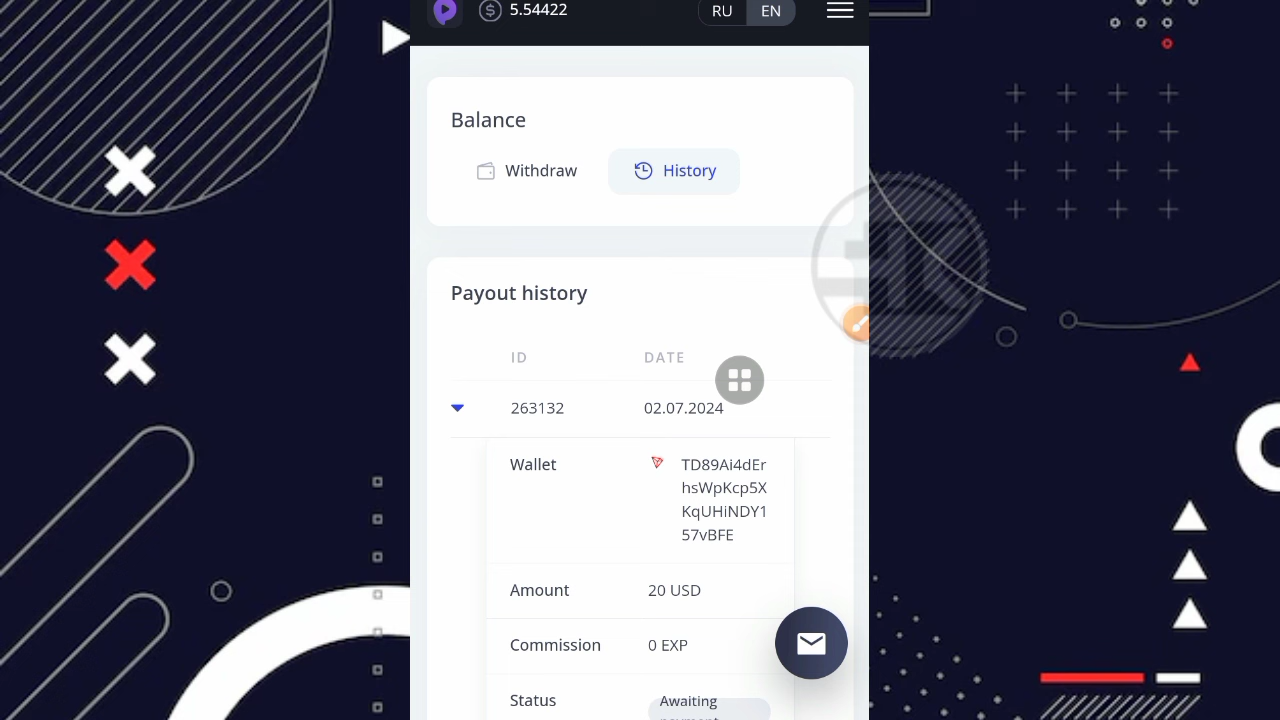 5.54422
RU EN
Balance
Withdraw History
Payout history
ID DATE
263132 02.07.2024
Wallet TD89Ai4dEr
hsWpKcp5X
KqUHiNDY1
57vBFE
Amount 20 USD
Commission 0 EXP
Status Awaiting